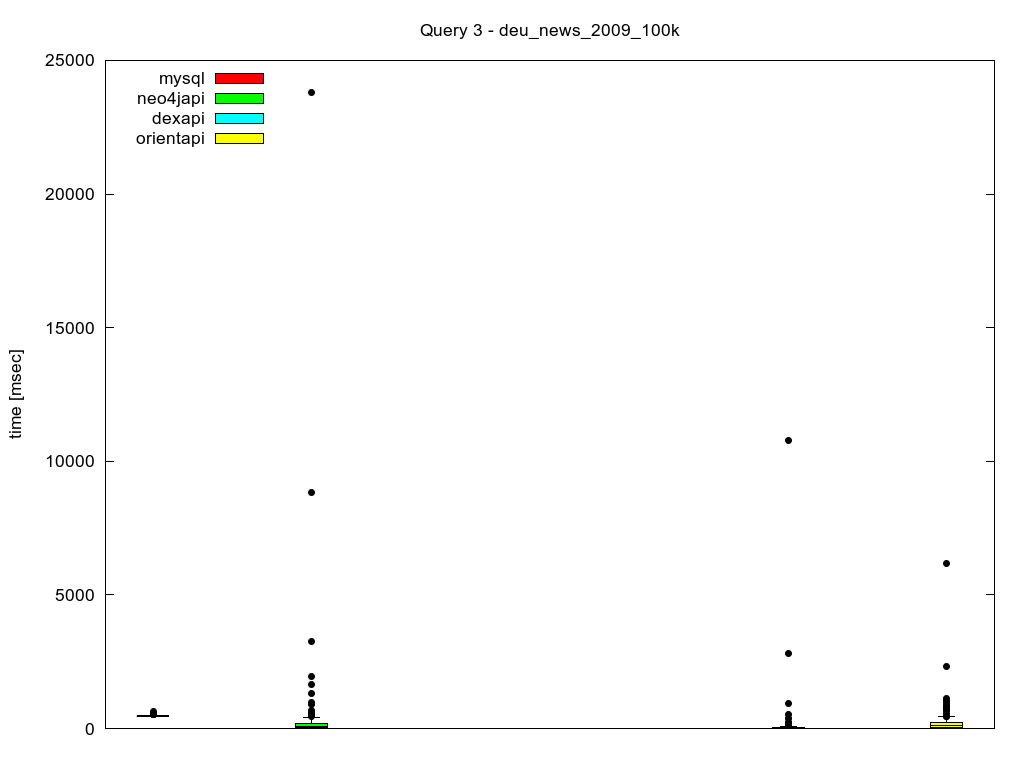 Query 3 - deu_news_2009_100k
25000
mysql
neo4japi
dexapi
orientapi
20000
15000
time [msec]
10000
5000
0